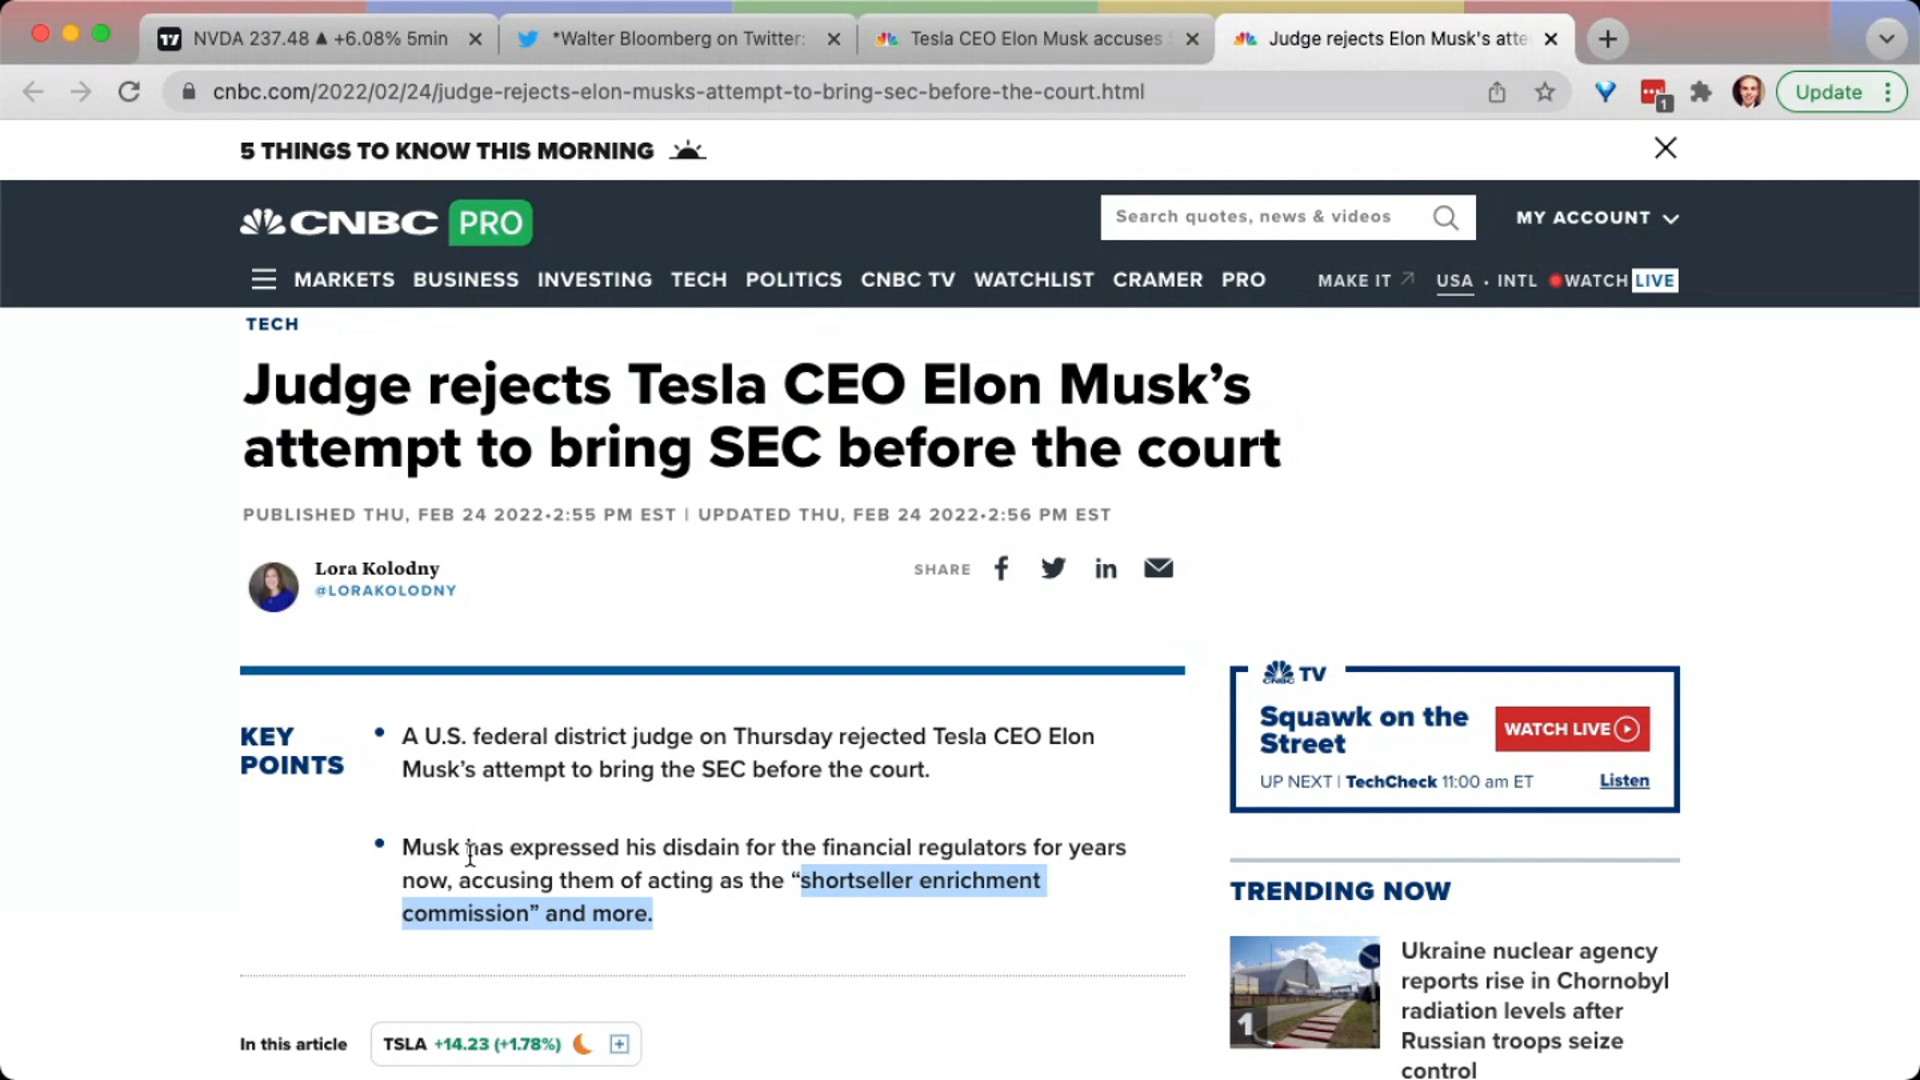 NVDA 237.48 ▲ +6.08% 5min
*Walter Bloomberg on Twitter:
Tesla CEO Elon Musk accuses
Judge rejects Elon Musk's atte
cnbc.com/2022/02/24/judge-rejects-elon-musks-attempt-to-bring-sec-before-the-court.html
1
Update
5 THINGS TO KNOW THIS MORNING
CNBC PRO
Search quotes, news & videos
MY ACCOUNT
MARKETS BUSINESS INVESTING TECH POLITICS CNBC TV WATCHLIST CRAMER PRO MAKE IT USA • INTL WATCH LIVE
TECH
Judge rejects Tesla CEO Elon Musk’s
attempt to bring SEC before the court
PUBLISHED THU, FEB 24 2022•2:55 PM EST | UPDATED THU, FEB 24 2022•2:56 PM EST
Lora Kolodny
@LORAKOLODNY
SHARE
KEY
POINTS
• A U.S. federal district judge on Thursday rejected Tesla CEO Elon
Musk’s attempt to bring the SEC before the court.
• Musk has expressed his disdain for the financial regulators for years
now, accusing them of acting as the “shortseller enrichment
commission” and more.
In this article
TSLA +14.23 (+1.78%)
CNBC TV
Squawk on the
Street
WATCH LIVE
UP NEXT | TechCheck 11:00 am ET
Listen
TRENDING NOW
1
Ukraine nuclear agency
reports rise in Chornobyl
radiation levels after
Russian troops seize
control